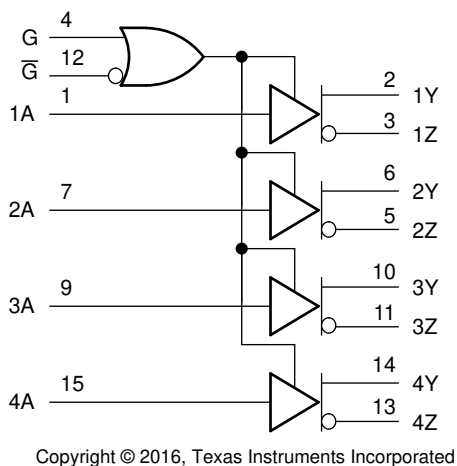 G 4
G̅ 12
1A 1
2 1Y
3 1Z
2A 7
6 2Y
5 2Z
3A 9
10 3Y
11 3Z
4A 15
14 4Y
13 4Z
Copyright © 2016, Texas Instruments Incorporated